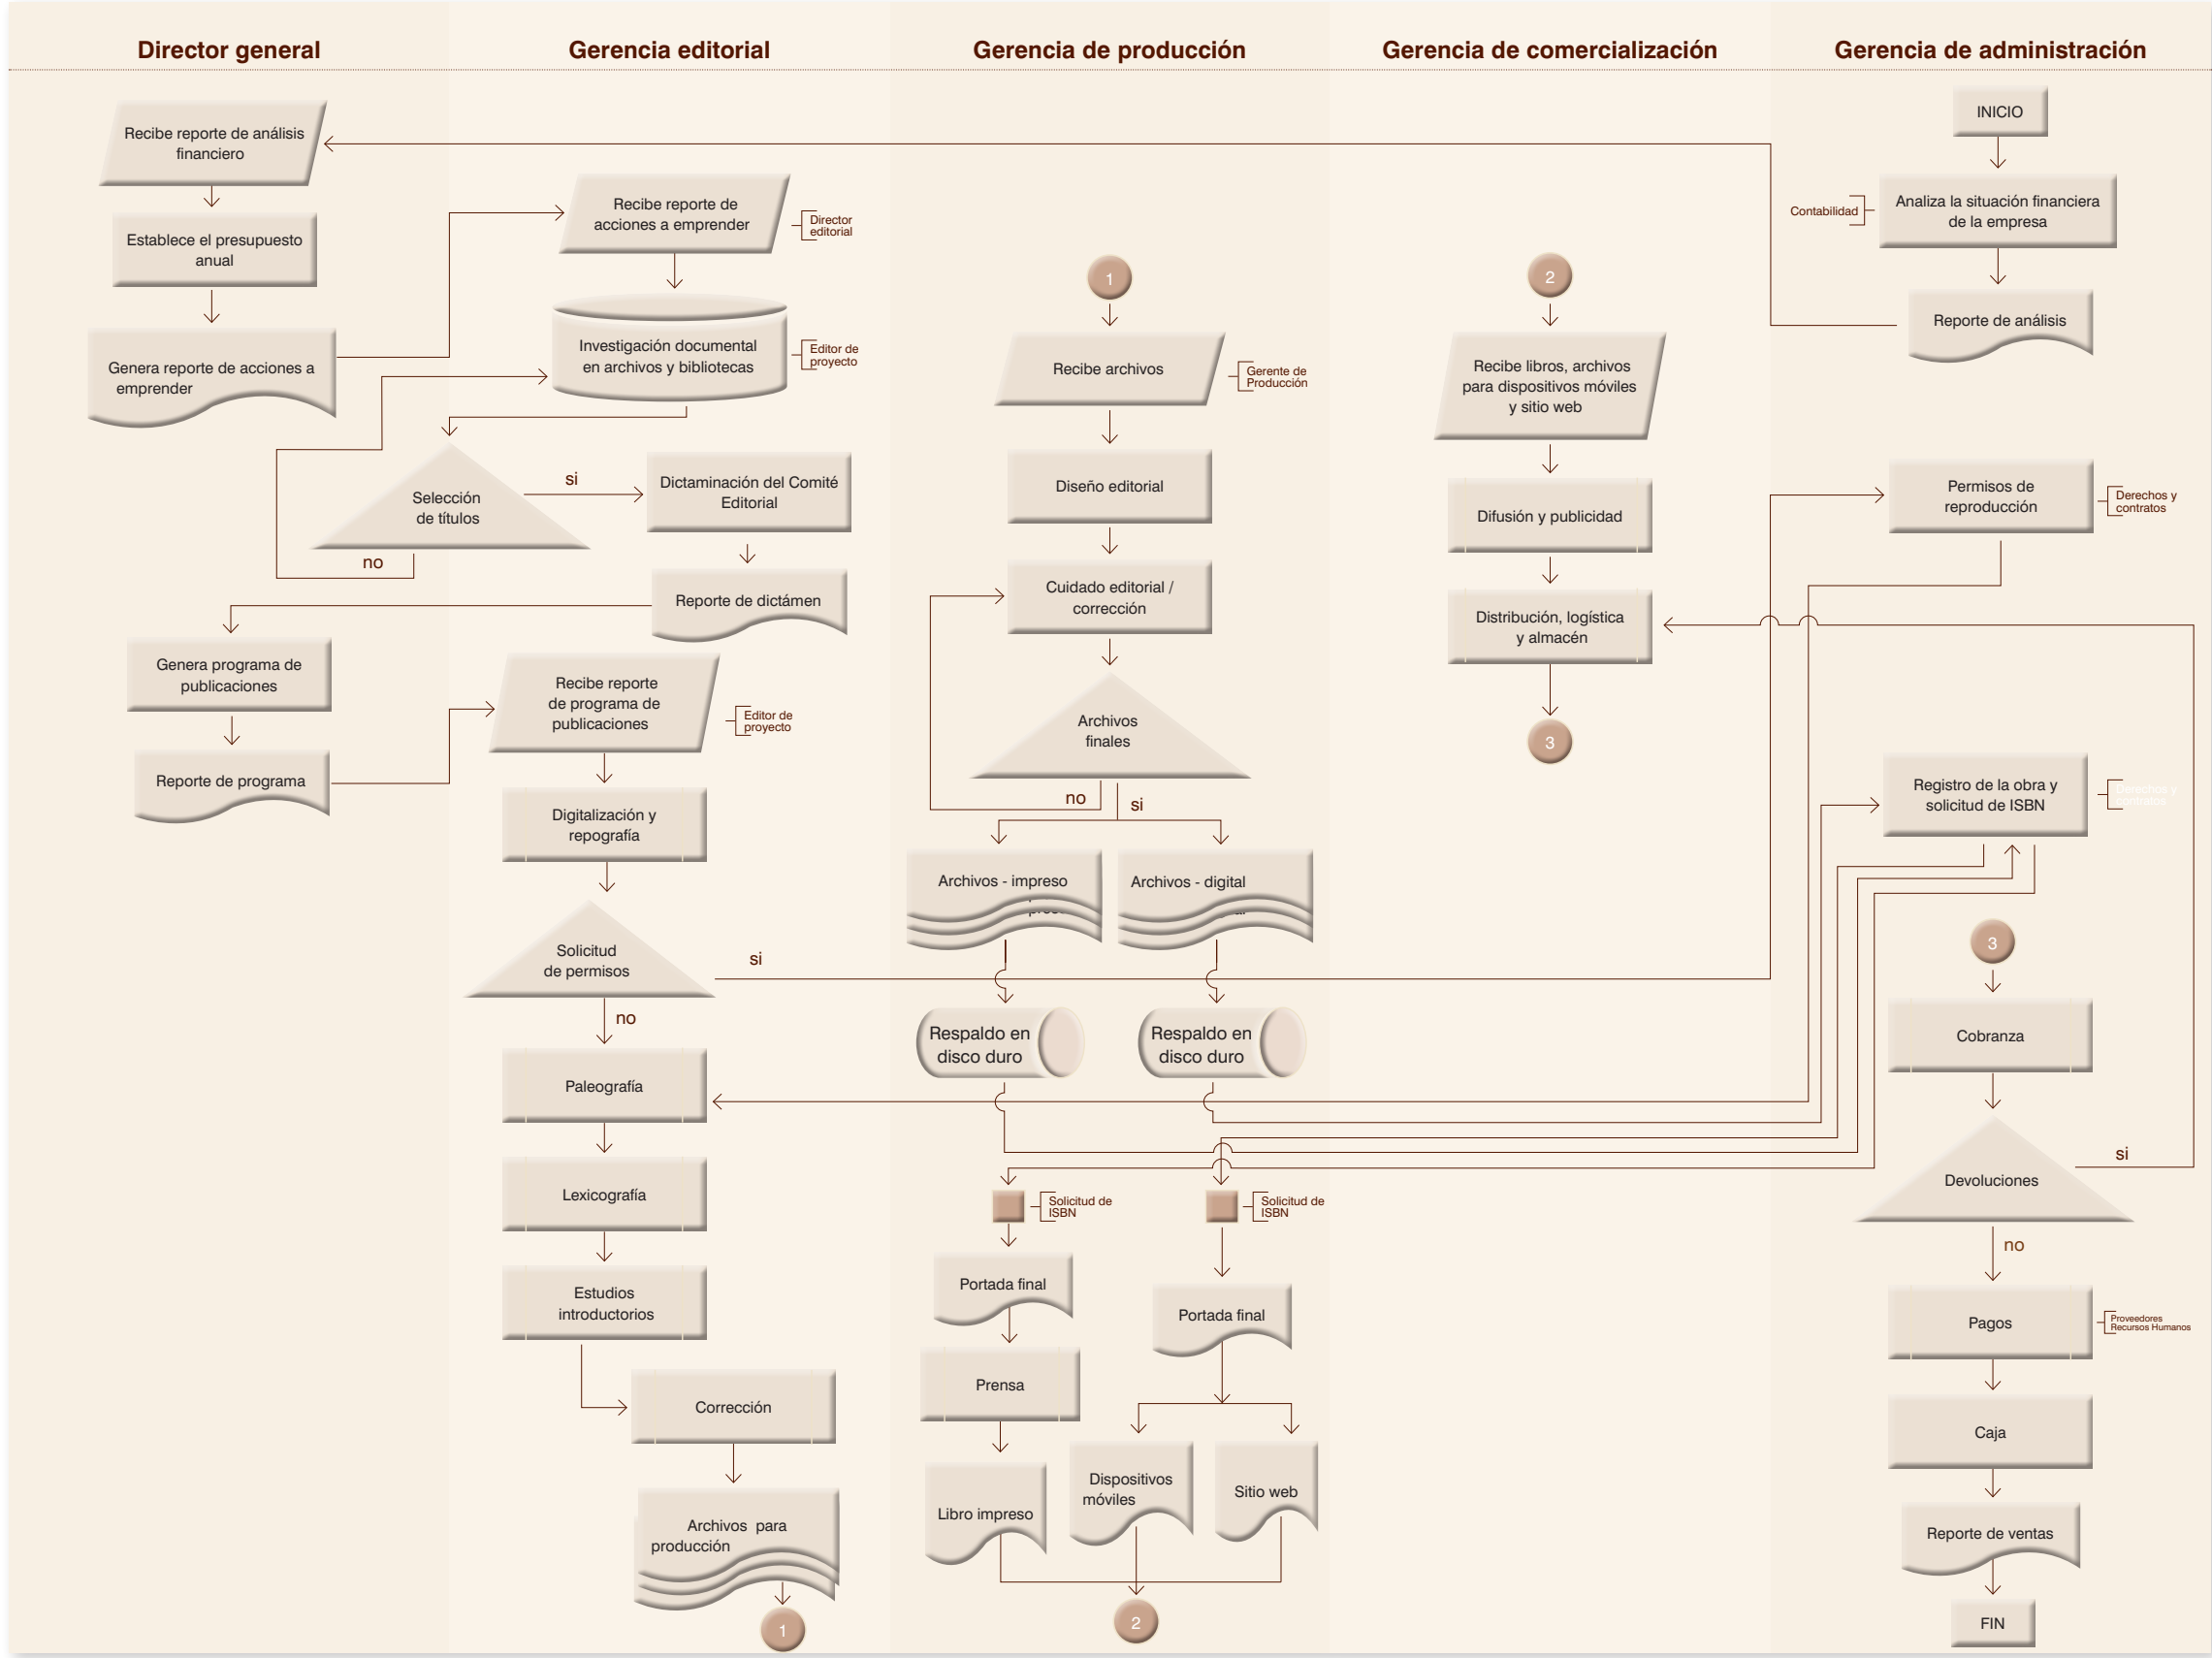 Director general
Gerencia editorial
Gerencia de producción
Gerencia de comercialización
Gerencia de administración
Recibe reporte de análisis
financiero
Establece el presupuesto
anual
Genera reporte de acciones a
emprender
Genera programa de
publicaciones
Reporte de programa
Recibe reporte de
acciones a emprender
Director
editorial
Investigación documental
en archivos y bibliotecas
Editor de
proyecto
Selección
de títulos
si
no
Dictaminación del Comité
Editorial
Reporte de dictámen
Recibe reporte
de programa de
publicaciones
Editor de
proyecto
Digitalización y
repografía
Solicitud
de permisos
si
no
Paleografía
Lexicografía
Estudios
introductorios
Corrección
Archivos para
producción
1
1
Recibe archivos
Gerente de
Producción
Diseño editorial
Cuidado editorial /
corrección
Archivos
finales
no
si
Archivos - impreso
Archivos - digital
Respaldo en
disco duro
Respaldo en
disco duro
Solicitud de
ISBN
Solicitud de
ISBN
Portada final
Portada final
Prensa
Libro impreso
Dispositivos
móviles
Sitio web
2
2
Recibe libros, archivos
para dispositivos móviles
y sitio web
Difusión y publicidad
Distribución, logística
y almacén
3
INICIO
Contabilidad
Analiza la situación financiera
de la empresa
Reporte de análisis
Permisos de
reproducción
Derechos y
contratos
Registro de la obra y
solicitud de ISBN
Derechos y
contratos
3
Cobranza
Devoluciones
si
no
Pagos
Proveedores
Recursos Humanos
Caja
Reporte de ventas
FIN